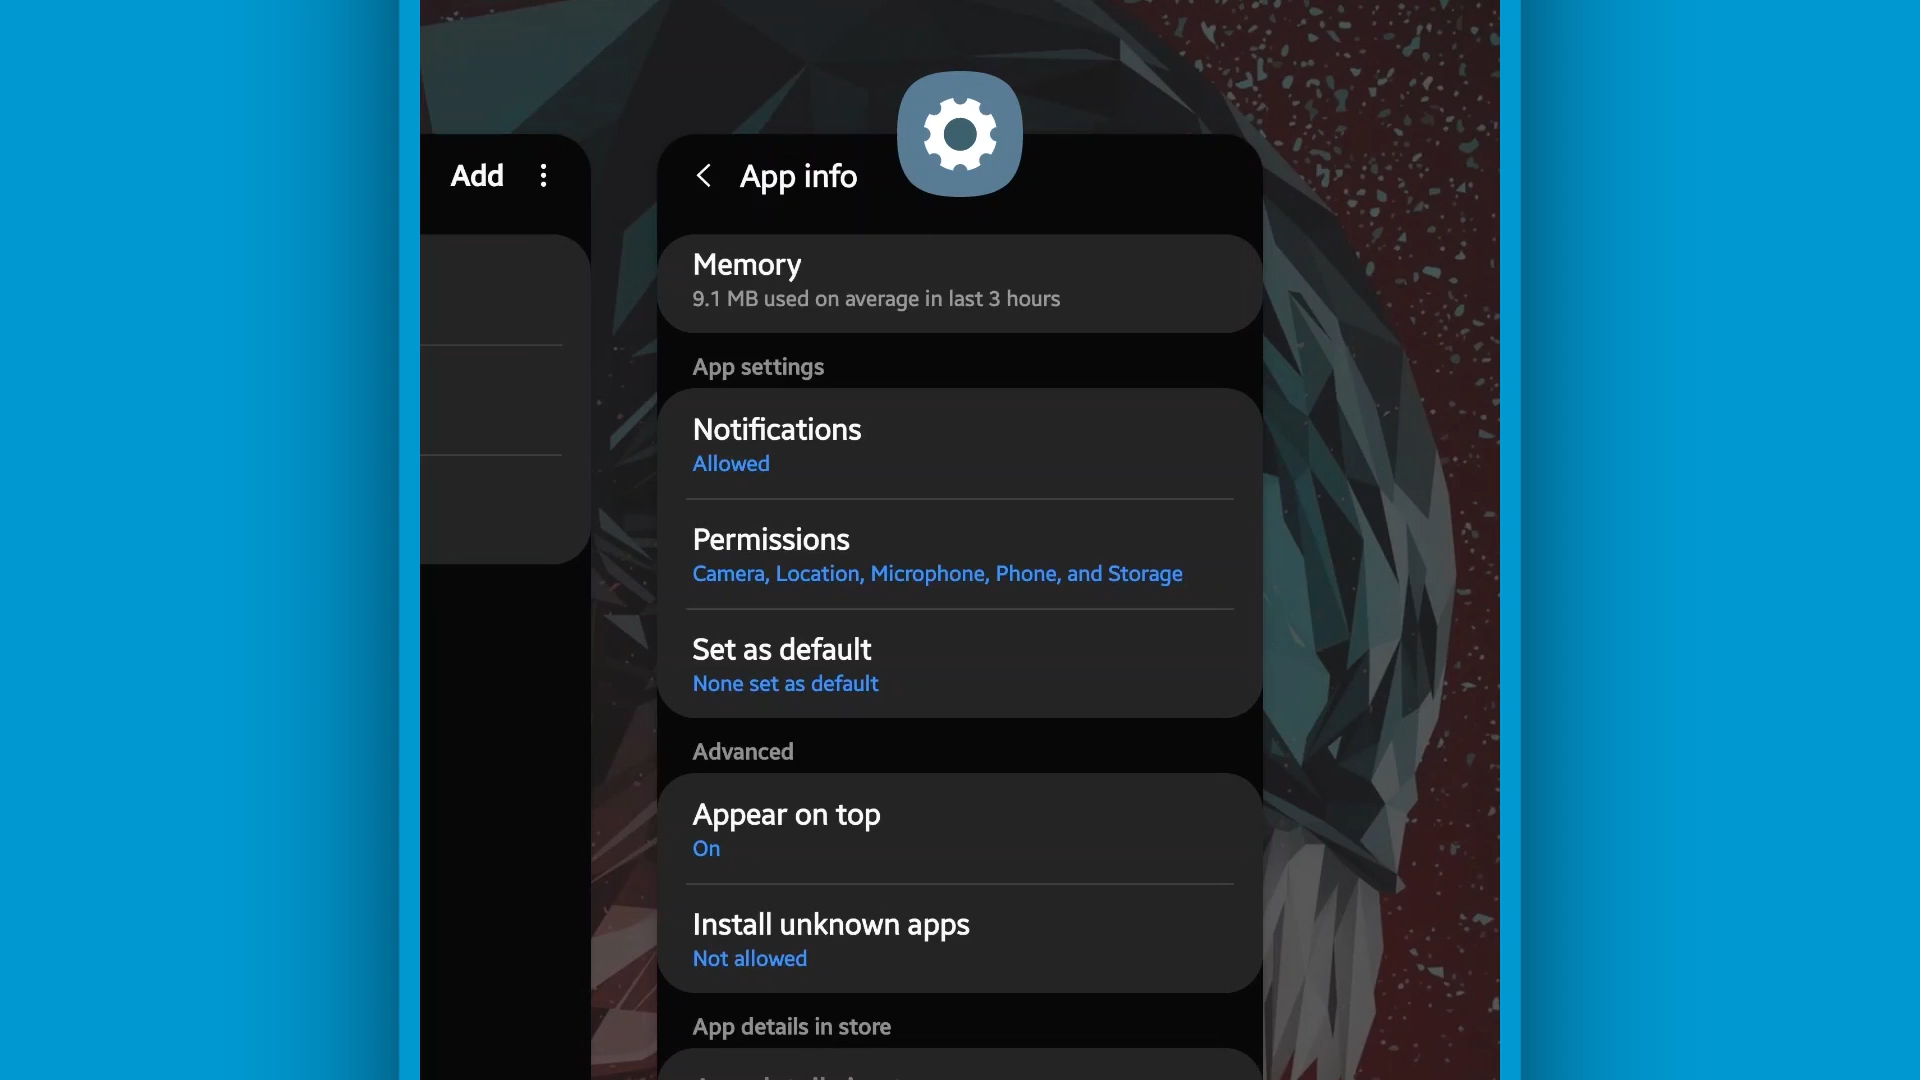 Add
App info
Memory
9.1 MB used on average in last 3 hours
App settings
Notifications
Allowed
Permissions
Camera, Location, Microphone, Phone, and Storage
Set as default
None set as default
Advanced
Appear on top
On
Install unknown apps
Not allowed
App details in store